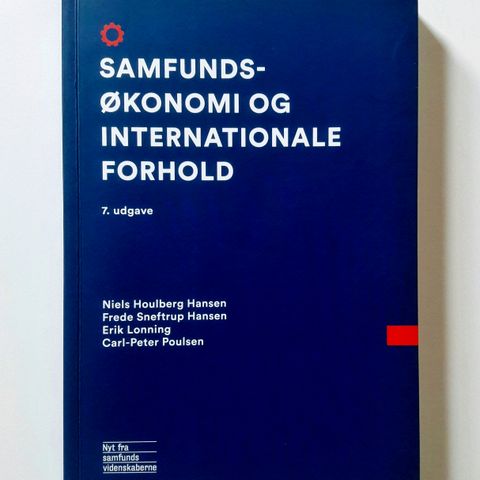 SAMFUNDS-
ØKONOMI OG
INTERNATIONALE
FORHOLD
7. udgave
Niels Houlberg Hansen
Frede Sneftrup Hansen
Erik Lonning
Carl-Peter Poulsen
Nyt fra
samfunds
videnskaberne